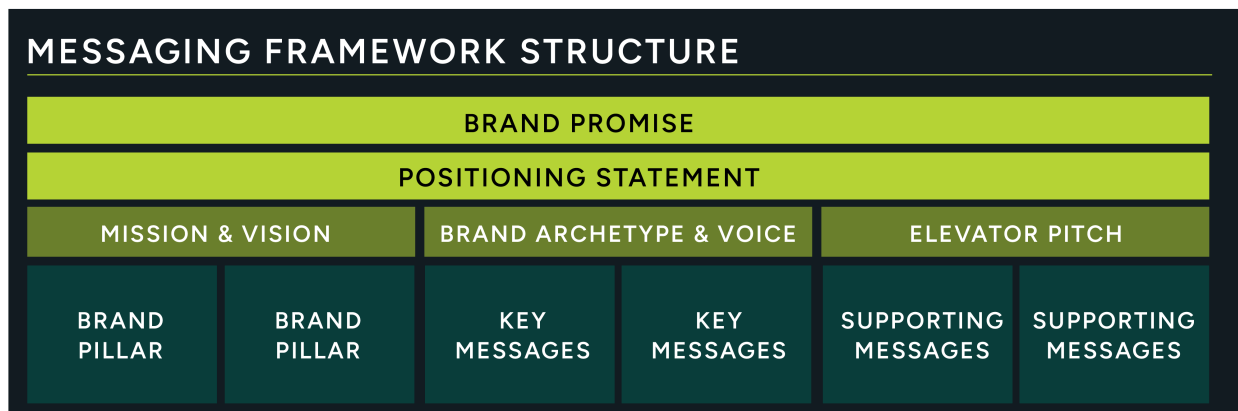 MESSAGING FRAMEWORK STRUCTURE
BRAND PROMISE
POSITIONING STATEMENT
MISSION & VISION
BRAND ARCHETYPE & VOICE
ELEVATOR PITCH
BRAND
PILLAR
BRAND
PILLAR
KEY
MESSAGES
KEY
MESSAGES
SUPPORTING
MESSAGES
SUPPORTING
MESSAGES